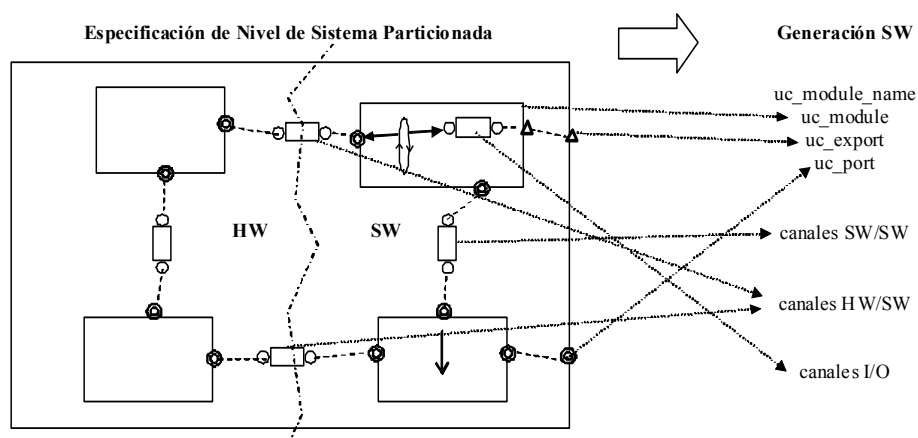 Especificación de Nivel de Sistema Particionada
Generación SW
uc_module_name
uc_module
uc_export
uc_port
HW
SW
canales SW/SW
canales HW/SW
canales I/O